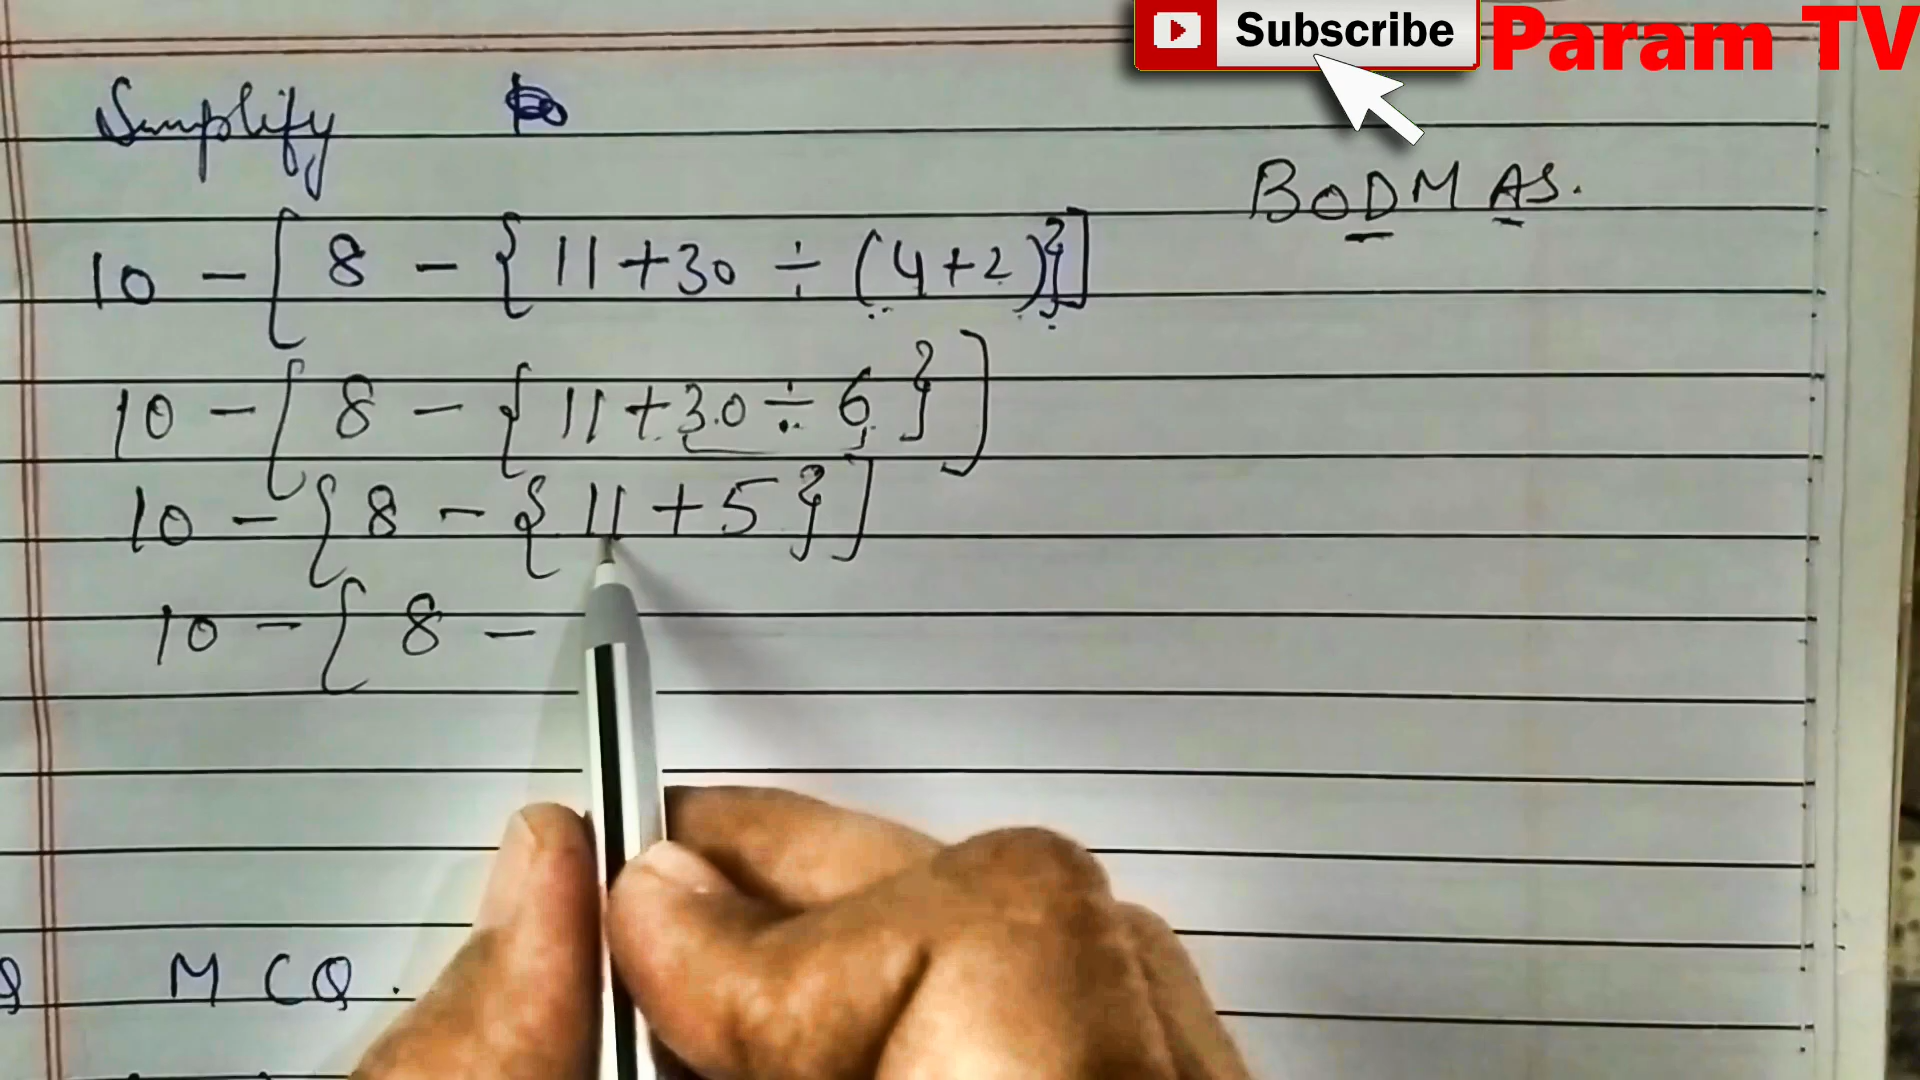 Subscribe Param TV
Simplify
BODMAS.
10 - [ 8 - { 11 + 30 ÷ (4+2) } ]
10 - [ 8 - { 11 + 30 ÷ 6 } ]
10 - { 8 - { 11 + 5 } ]
10 - [ 8 -
MCQ.